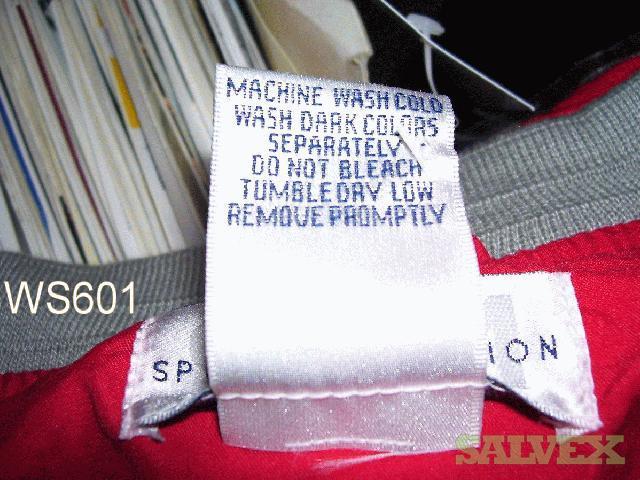 MACHINE WASH COLD
WASH DARK COLORS
SEPARATELY
DO NOT BLEACH
TUMBLE DRY LOW
REMOVE PROMPTLY
WS601
SP ION
SALVEX